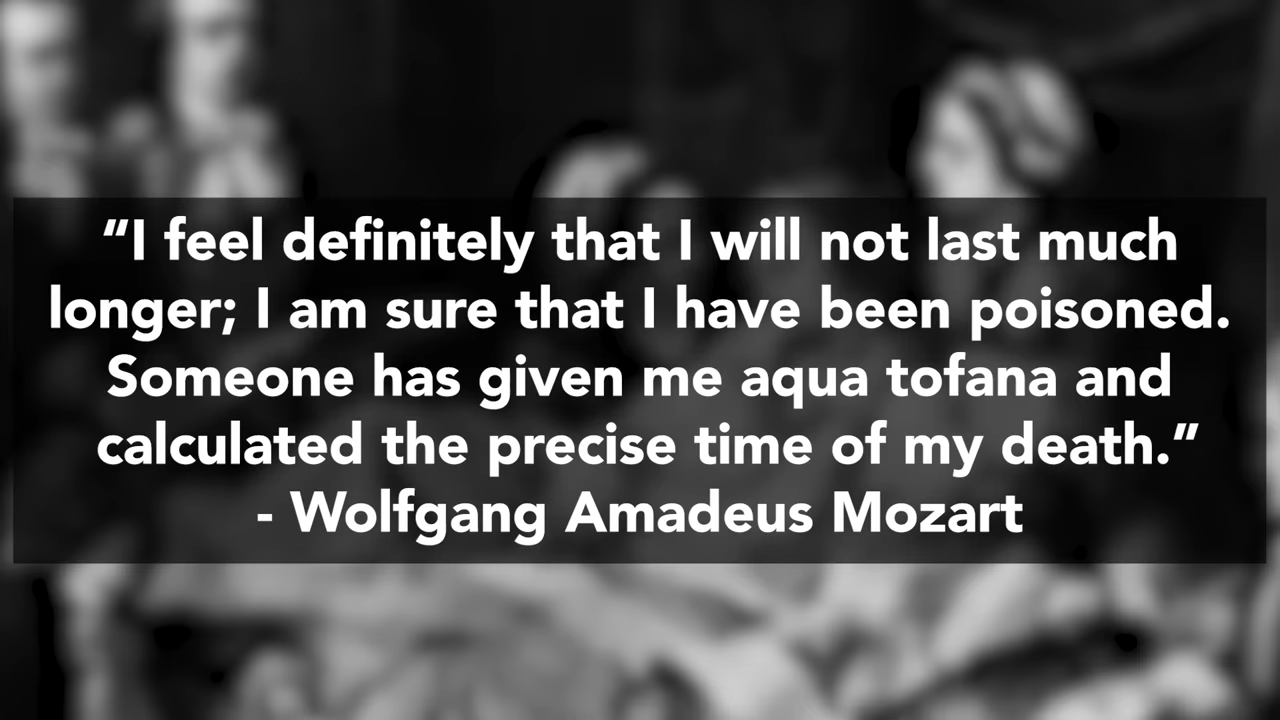 “I feel definitely that I will not last much
longer; I am sure that I have been poisoned.
Someone has given me aqua tofana and
calculated the precise time of my death.”
- Wolfgang Amadeus Mozart